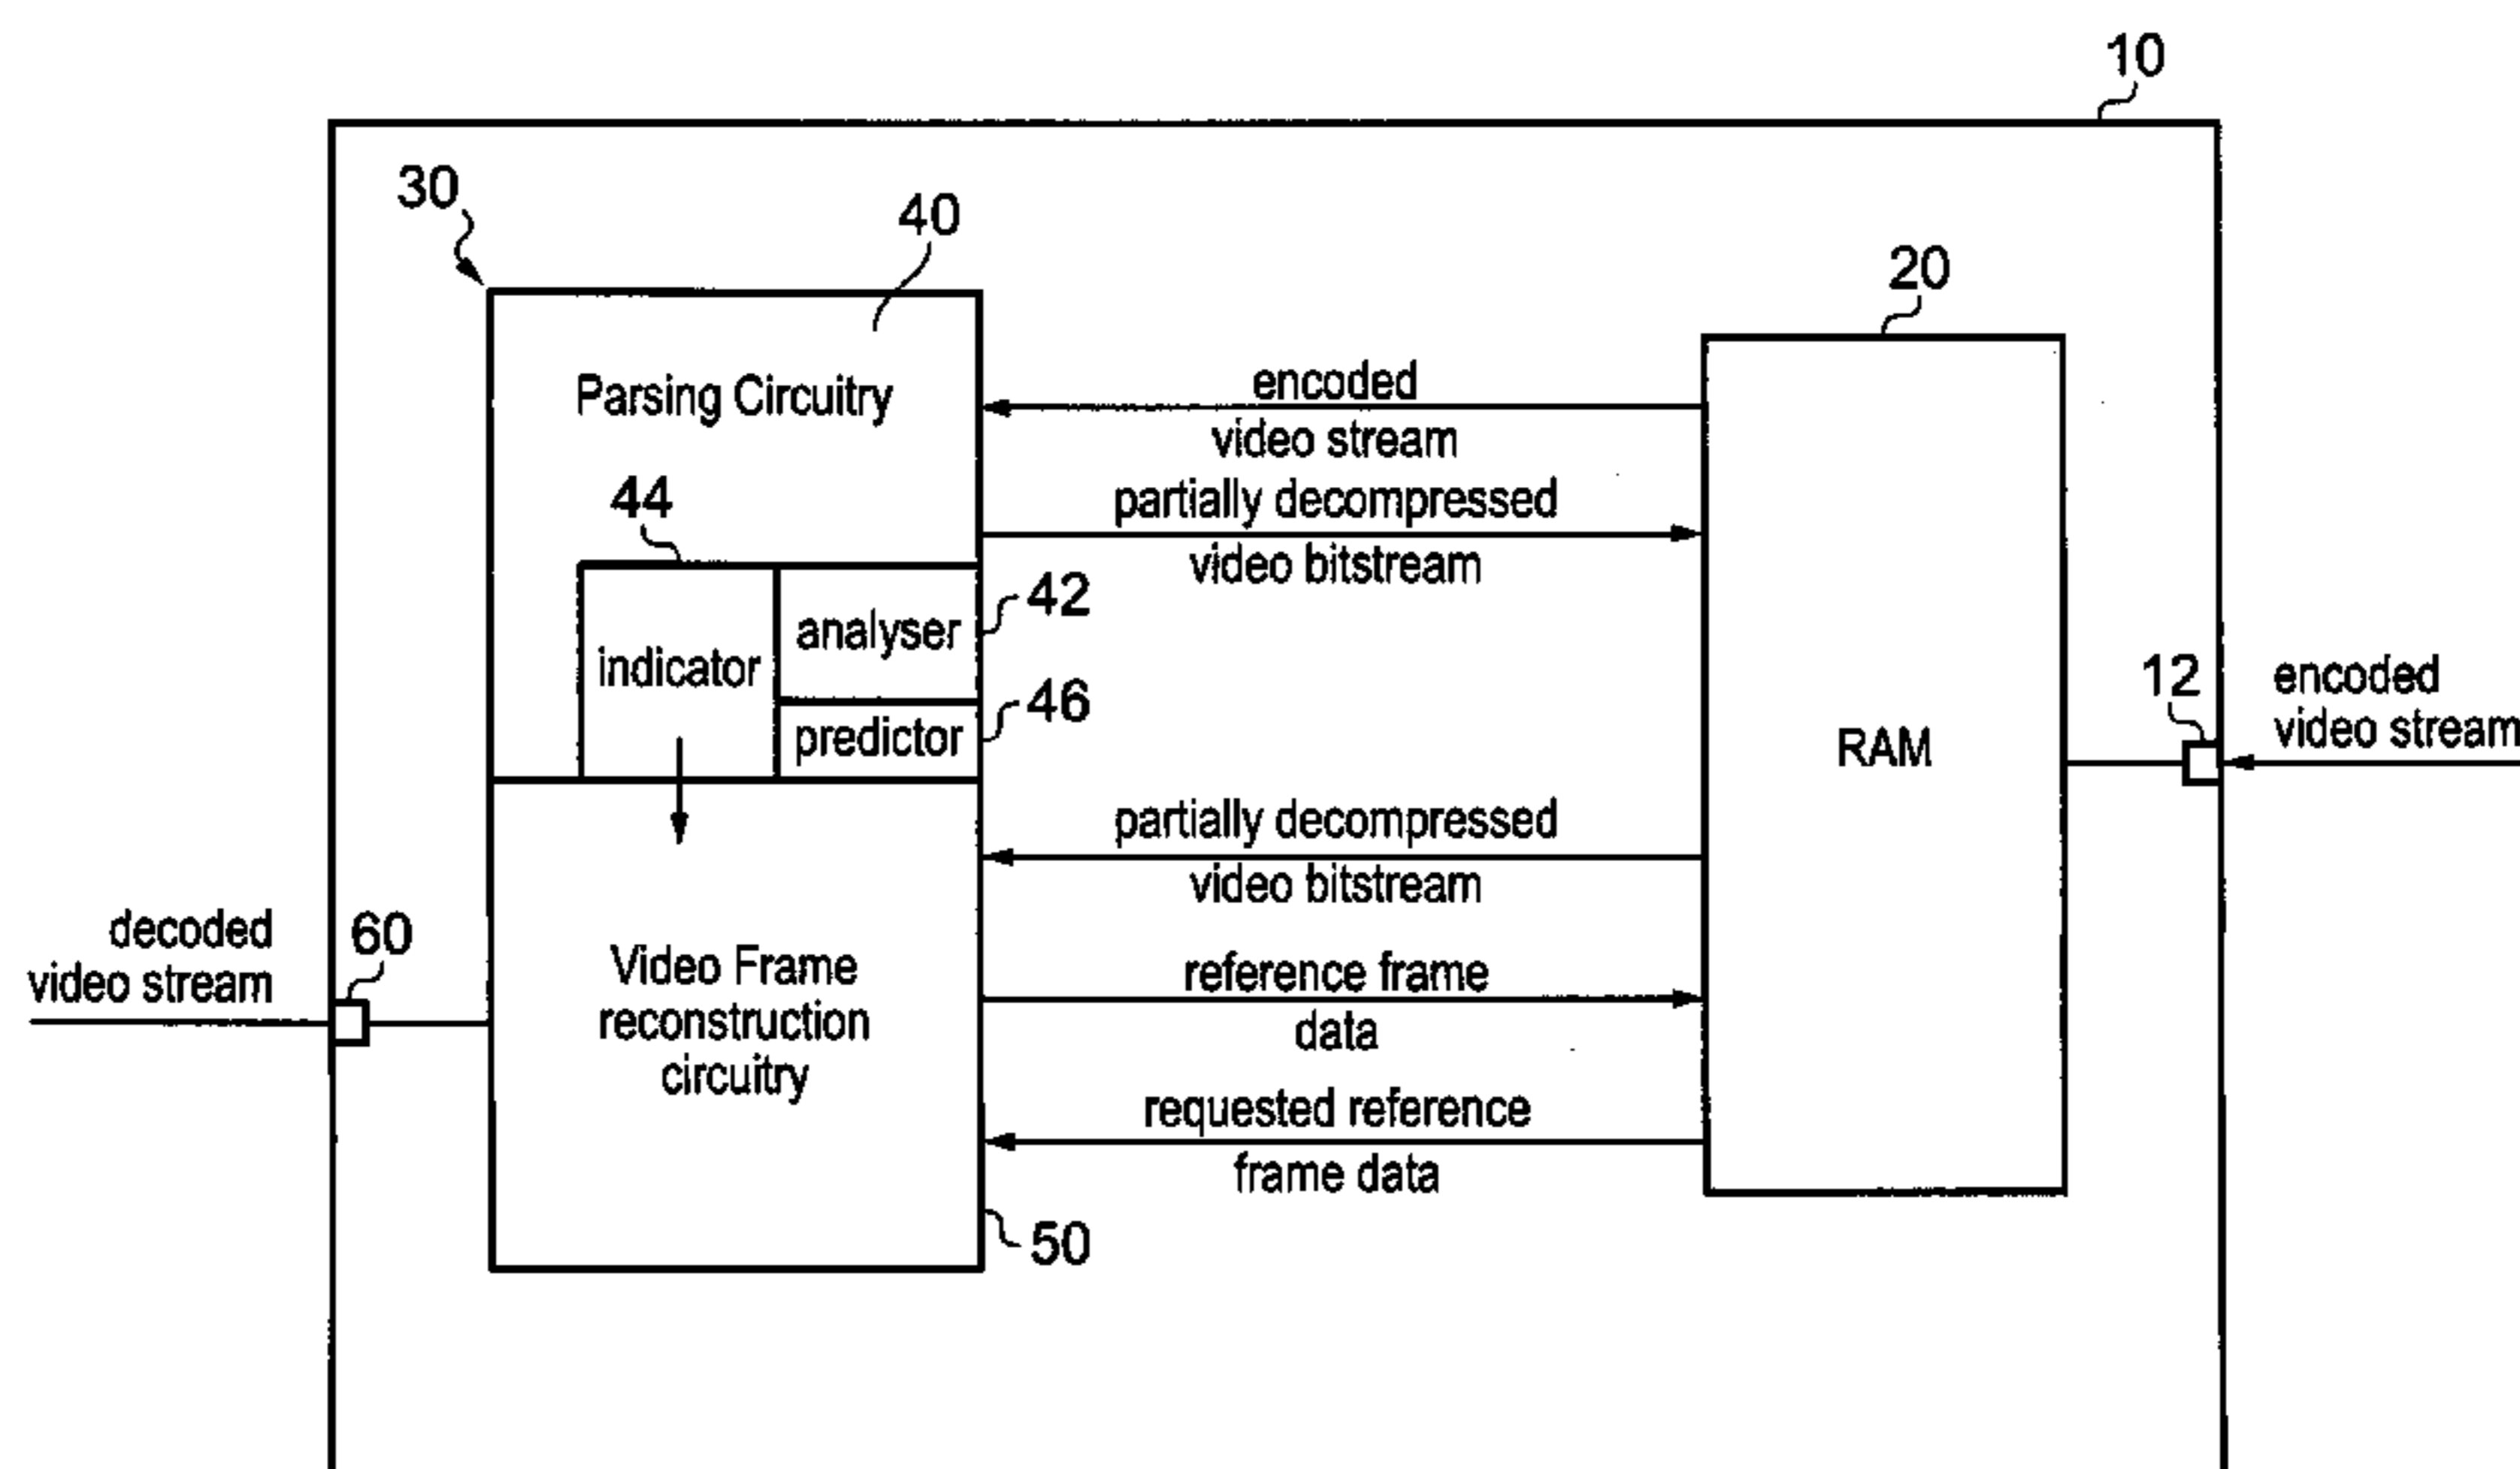 10
30
40
20
Parsing Circuitry
encoded
video stream
44
partially decompressed
video bitstream
indicator
analyser
42
predictor
46
RAM
12
encoded
video stream
partially decompressed
video bitstream
decoded
video stream
60
Video Frame
reconstruction
circuitry
reference frame
data
requested reference
frame data
50